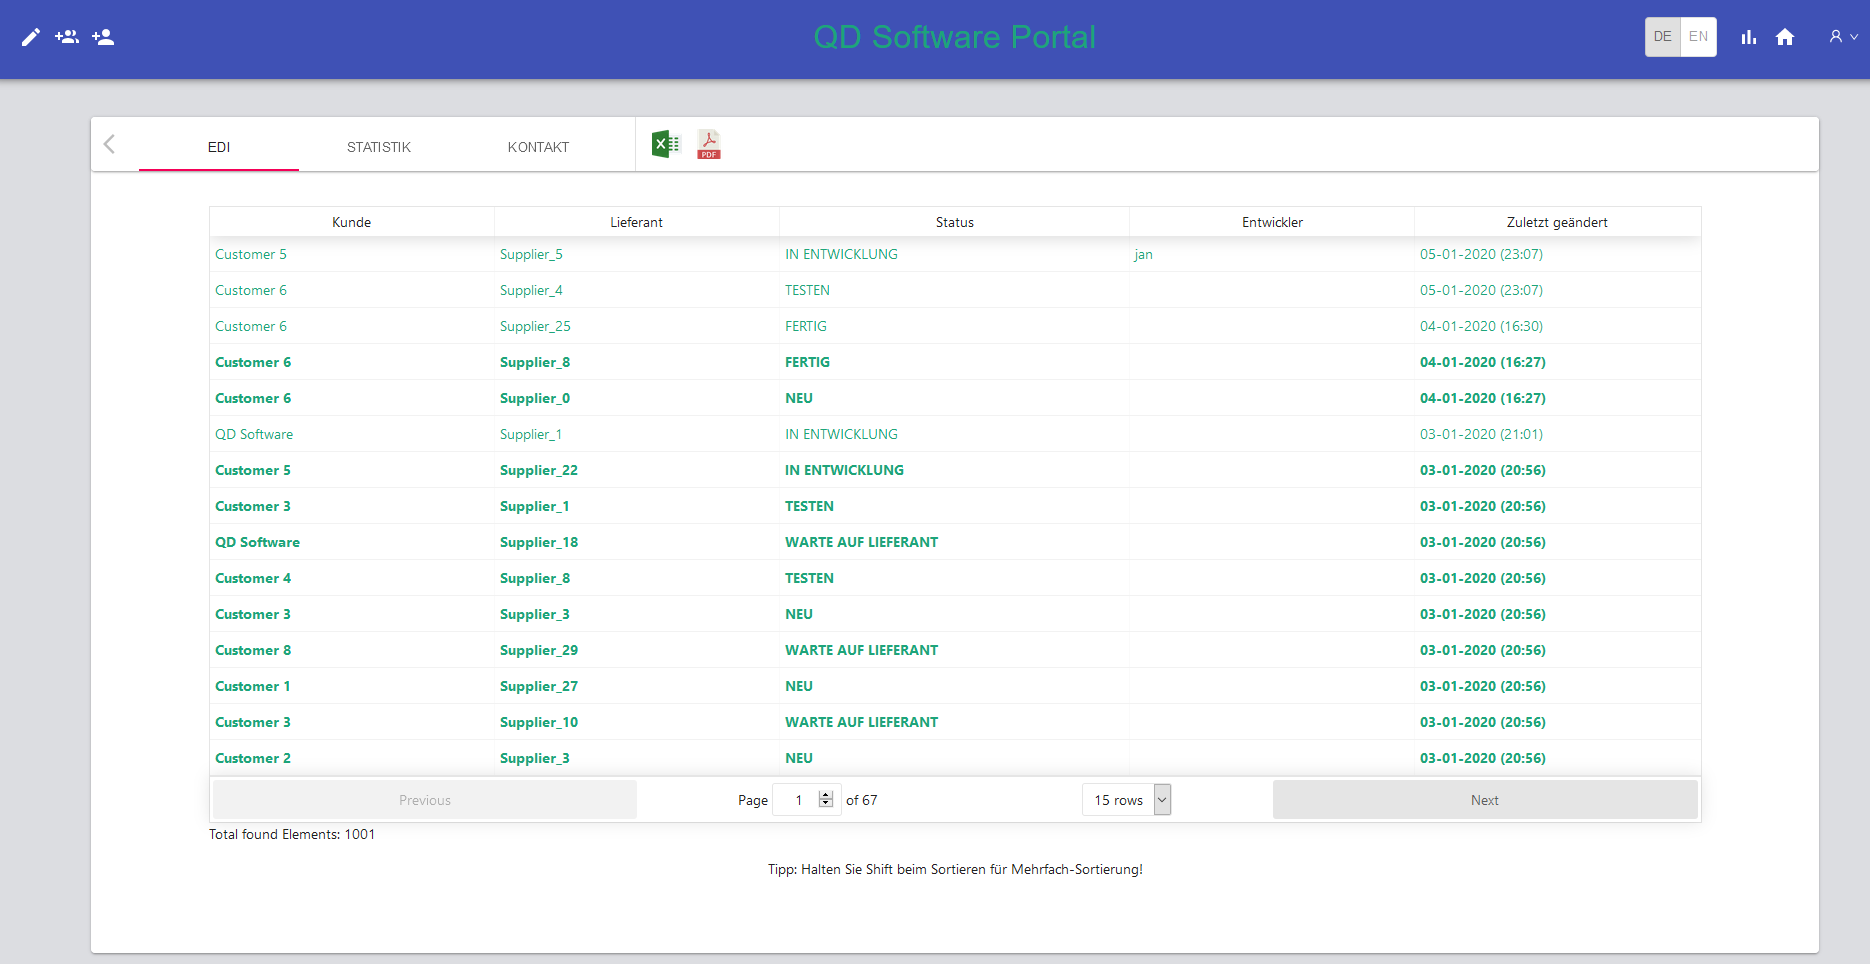 QD Software Portal
DE EN
EDI STATISTIK KONTAKT
PDF
Kunde Lieferant Status Entwickler Zuletzt geändert
Customer 5 Supplier_5 IN ENTWICKLUNG jan 05-01-2020 (23:07)
Customer 6 Supplier_4 TESTEN 05-01-2020 (23:07)
Customer 6 Supplier_25 FERTIG 04-01-2020 (16:30)
Customer 6 Supplier_8 FERTIG 04-01-2020 (16:27)
Customer 6 Supplier_0 NEU 04-01-2020 (16:27)
QD Software Supplier_1 IN ENTWICKLUNG 03-01-2020 (21:01)
Customer 5 Supplier_22 IN ENTWICKLUNG 03-01-2020 (20:56)
Customer 3 Supplier_1 TESTEN 03-01-2020 (20:56)
QD Software Supplier_18 WARTE AUF LIEFERANT 03-01-2020 (20:56)
Customer 4 Supplier_8 TESTEN 03-01-2020 (20:56)
Customer 3 Supplier_3 NEU 03-01-2020 (20:56)
Customer 8 Supplier_29 WARTE AUF LIEFERANT 03-01-2020 (20:56)
Customer 1 Supplier_27 NEU 03-01-2020 (20:56)
Customer 3 Supplier_10 WARTE AUF LIEFERANT 03-01-2020 (20:56)
Customer 2 Supplier_3 NEU 03-01-2020 (20:56)
Previous Page 1 of 67 15 rows Next
Total found Elements: 1001
Tipp: Halten Sie Shift beim Sortieren für Mehrfach-Sortierung!